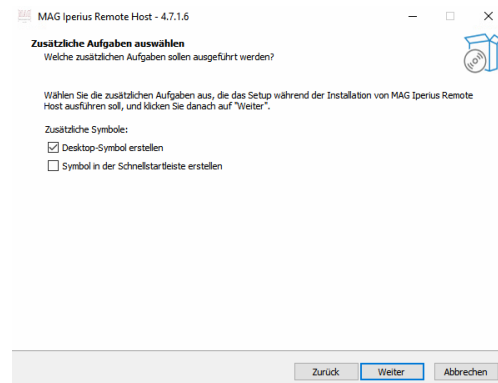 MAG Iperius Remote Host - 4.7.1.6
Zusätzliche Aufgaben auswählen
Welche zusätzlichen Aufgaben sollen ausgeführt werden?
Wählen Sie die zusätzlichen Aufgaben aus, die das Setup während der Installation von MAG Iperius Remote
Host ausführen soll, und klicken Sie danach auf "Weiter".
Zusätzliche Symbole:
Desktop-Symbol erstellen
Symbol in der Schnellstartleiste erstellen
Zurück Weiter Abbrechen